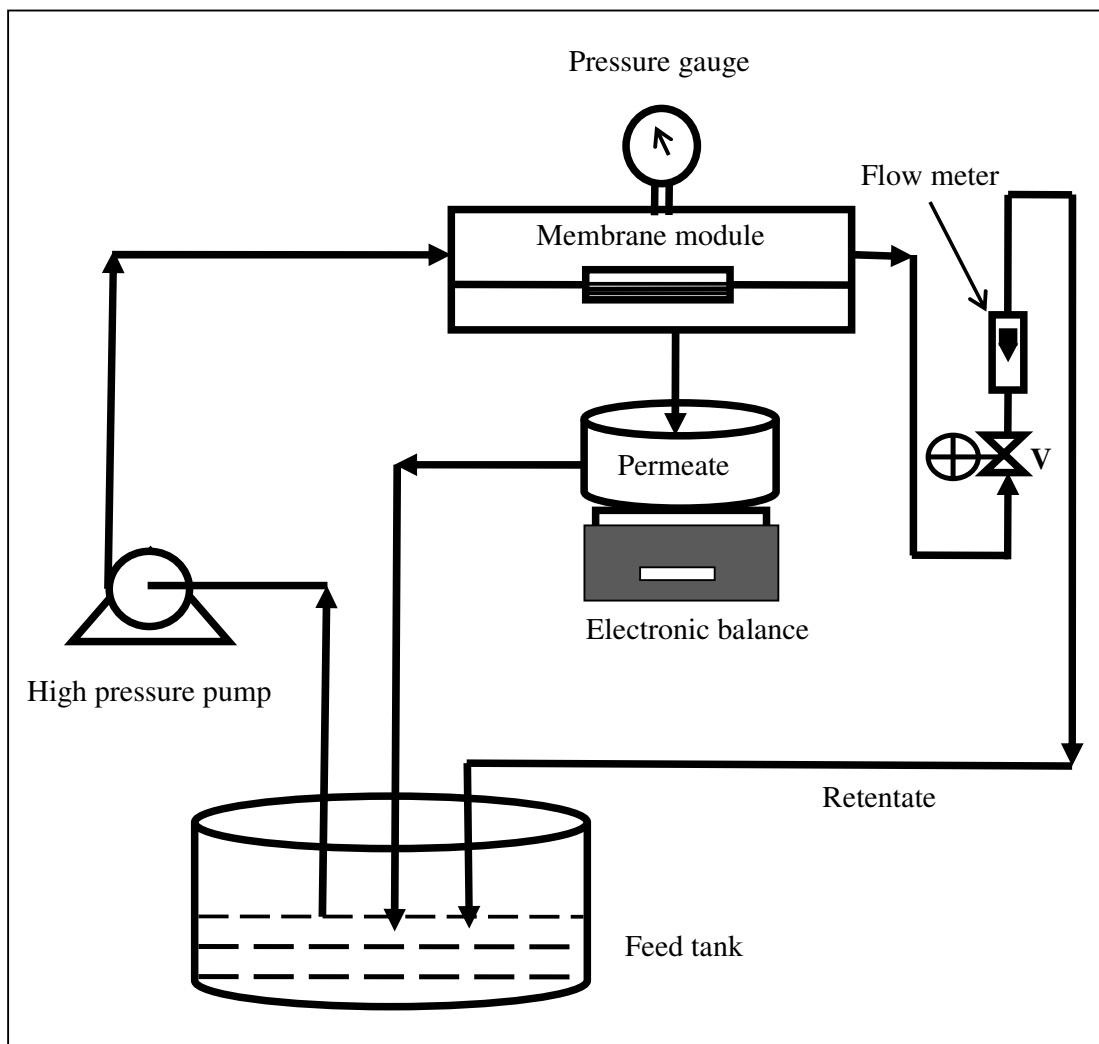 Pressure gauge
Flow meter
Membrane module
Permeate
V
Electronic balance
High pressure pump
Retentate
Feed tank